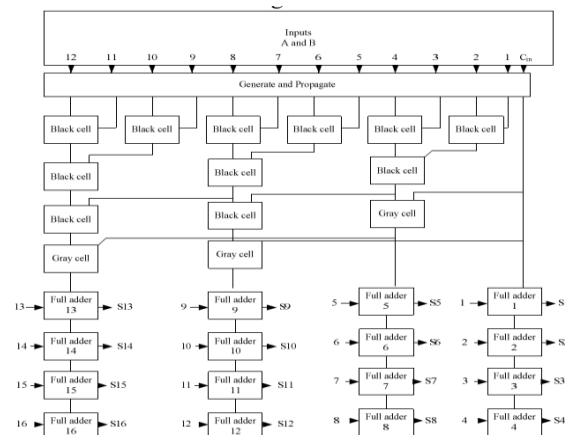 Inputs
A and B
12 11 10 9 8 7 6 5 4 3 2 1 Cin
Generate and Propagate
Black cell Black cell Black cell Black cell Black cell Black cell
Black cell Black cell Black cell
Black cell Black cell Gray cell
Gray cell Gray cell
13 Full adder 13 S13 9 Full adder 9 S9 5 Full adder 5 S5 1 Full adder 1 S
14 Full adder 14 S14 10 Full adder 10 S10 6 Full adder 6 S6 2 Full adder 2
15 Full adder 15 S15 11 Full adder 11 S11 7 Full adder 7 S7 3 Full adder 3 S3
16 Full adder 16 S16 12 Full adder 12 S12 8 Full adder 8 S8 4 Full adder 4 S4